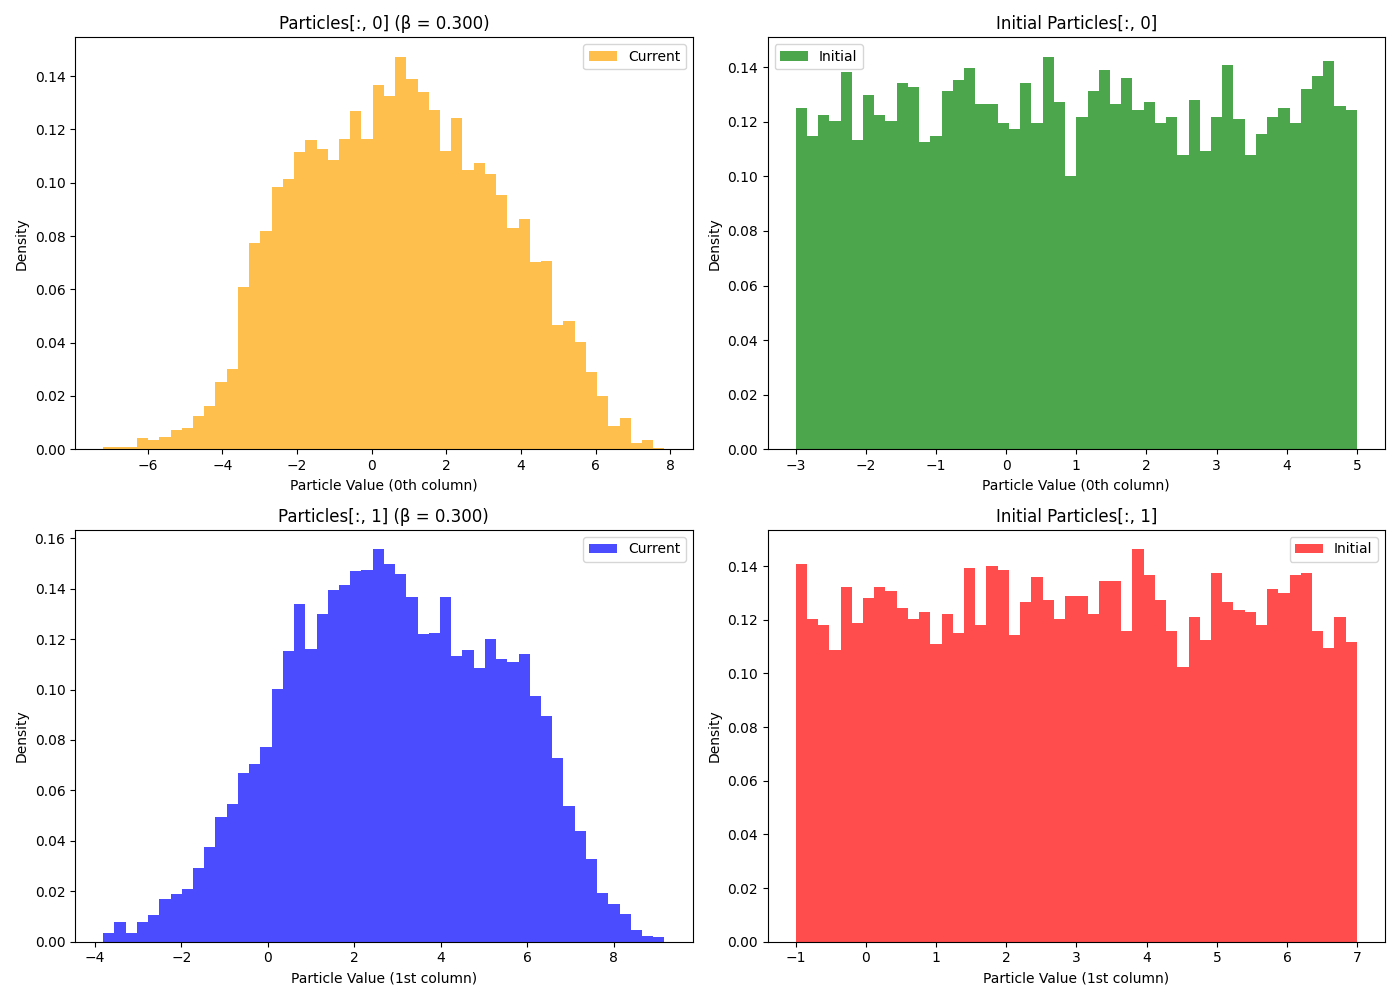 Particles[:, 0] (β = 0.300)
Current
Density
0.14
0.12
0.10
0.08
0.06
0.04
0.02
0.00
−6 −4 −2 0 2 4 6 8
Particle Value (0th column)
Initial Particles[:, 0]
Initial
Density
0.14
0.12
0.10
0.08
0.06
0.04
0.02
0.00
−3 −2 −1 0 1 2 3 4 5
Particle Value (0th column)
Particles[:, 1] (β = 0.300)
Current
Density
0.16
0.14
0.12
0.10
0.08
0.06
0.04
0.02
0.00
−4 −2 0 2 4 6 8
Particle Value (1st column)
Initial Particles[:, 1]
Initial
Density
0.14
0.12
0.10
0.08
0.06
0.04
0.02
0.00
−1 0 1 2 3 4 5 6 7
Particle Value (1st column)